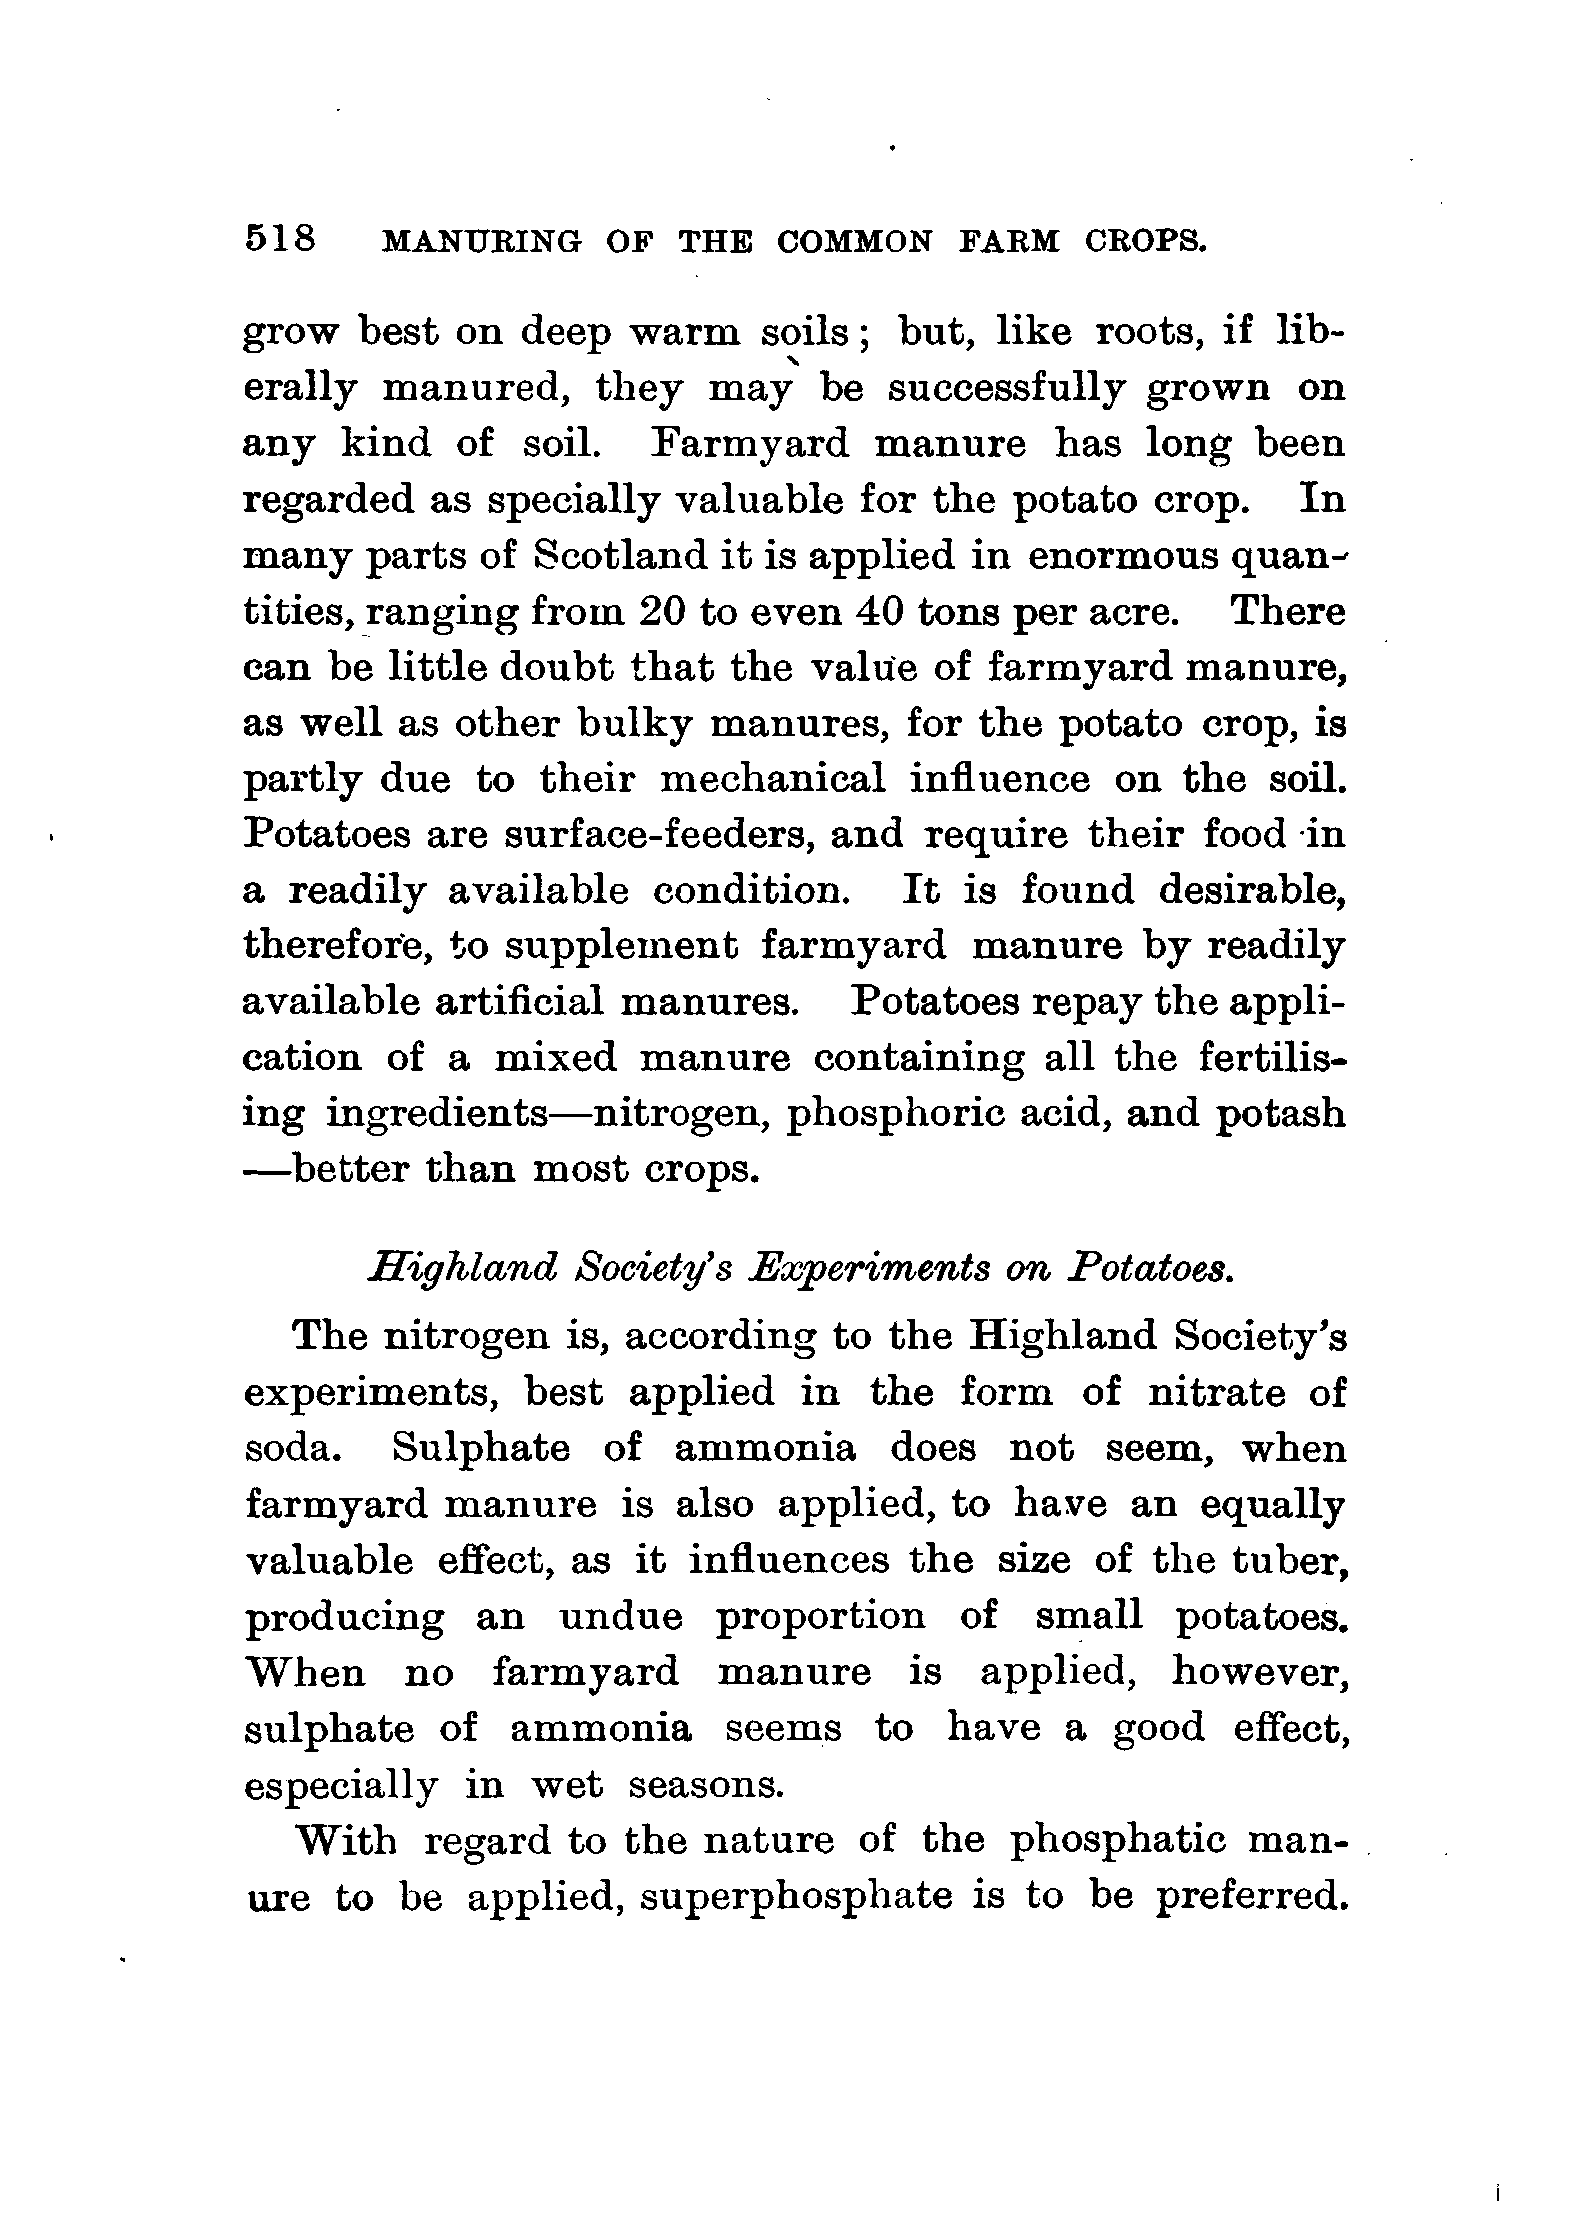 518 MANURING OF THE COMMON FARM CROPS.
grow best on deep warm soils; but, like roots, if lib-
erally manured, they may be successfully grown on
any kind of soil. Farmyard manure has long been
regarded as specially valuable for the potato crop. In
many parts of Scotland it is applied in enormous quan-
tities, ranging from 20 to even 40 tons per acre. There
can be little doubt that the value of farmyard manure,
as well as other bulky manures, for the potato crop, is
partly due to their mechanical influence on the soil.
Potatoes are surface-feeders, and require their food in
a readily available condition. It is found desirable,
therefore, to supplement farmyard manure by readily
available artificial manures. Potatoes repay the appli-
cation of a mixed manure containing all the fertilis-
ing ingredients—nitrogen, phosphoric acid, and potash
—better than most crops.
Highland Society's Experiments on Potatoes.
The nitrogen is, according to the Highland Society's
experiments, best applied in the form of nitrate of
soda. Sulphate of ammonia does not seem, when
farmyard manure is also applied, to have an equally
valuable effect, as it influences the size of the tuber,
producing an undue proportion of small potatoes.
When no farmyard manure is applied, however,
sulphate of ammonia seems to have a good effect,
especially in wet seasons.
With regard to the nature of the phosphatic man-
ure to be applied, superphosphate is to be preferred.